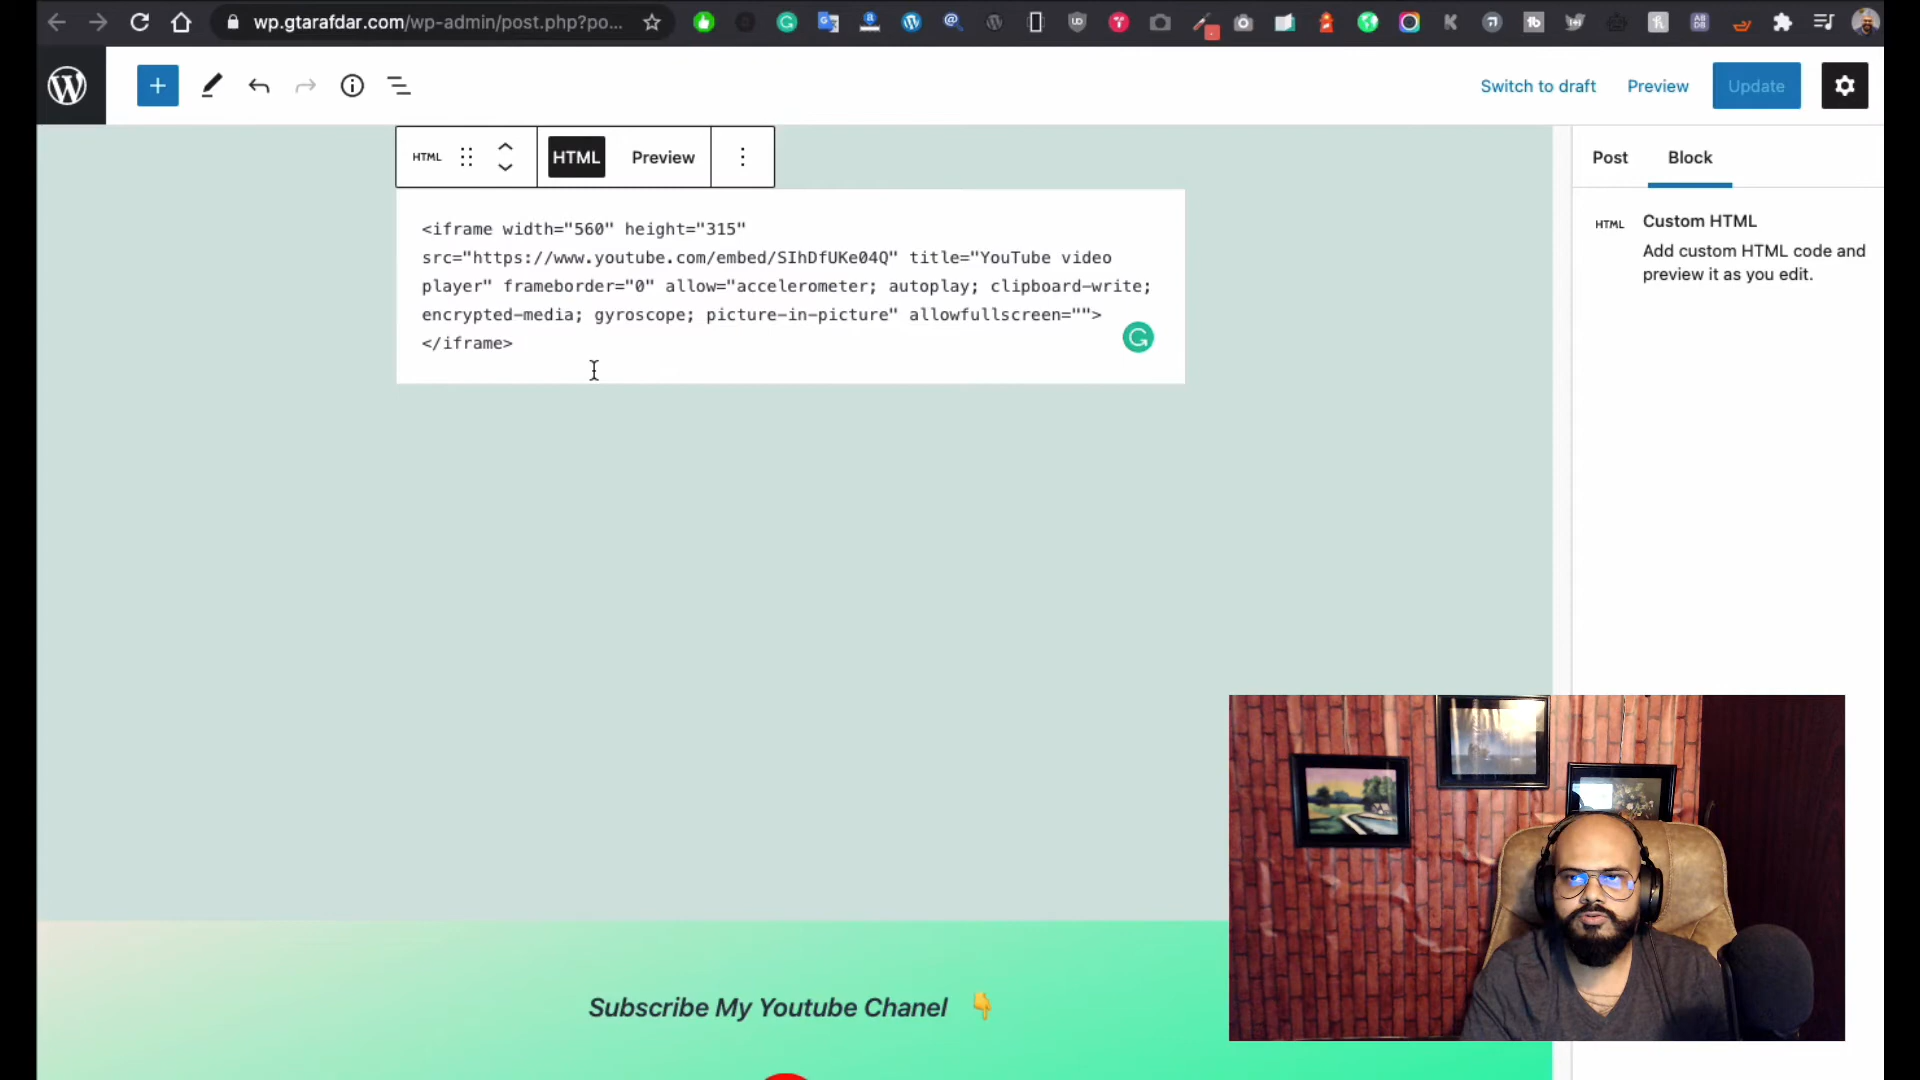 wp.gtarafdar.com/wp-admin/post.php?po...
Switch to draft
Preview
Update
HTML
HTML
Preview
Post
Block
<iframe width="560" height="315"
src="https://www.youtube.com/embed/SIhDfUKe04Q" title="YouTube video
player" frameborder="0" allow="accelerometer; autoplay; clipboard-write;
encrypted-media; gyroscope; picture-in-picture" allowfullscreen="">
</iframe>
HTML
Custom HTML
Add custom HTML code and
preview it as you edit.
Subscribe My Youtube Chanel 👇